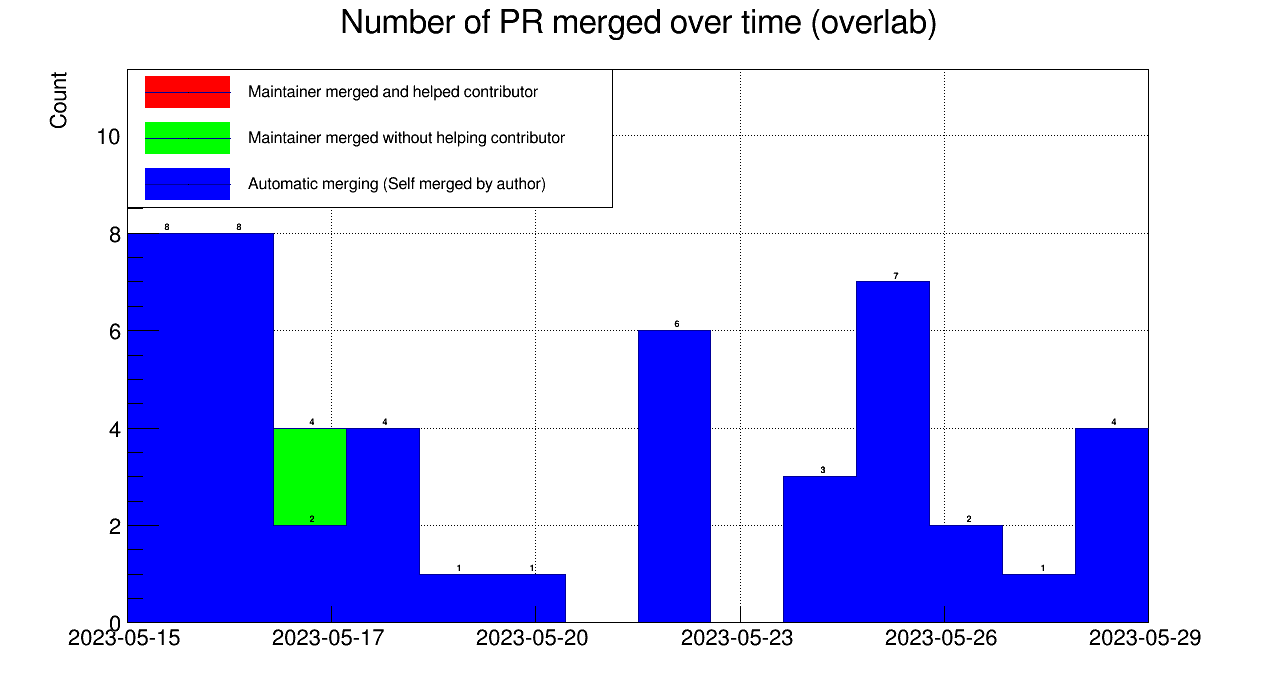 Number of PR merged over time (overlab)
Count
Maintainer merged and helped contributor
Maintainer merged without helping contributor
Automatic merging (Self merged by author)
10
8
6
4
2
0
8 8 4 2 4 1 1 6 3 7 2 1 4
2023-05-15 2023-05-17 2023-05-20 2023-05-23 2023-05-26 2023-05-29